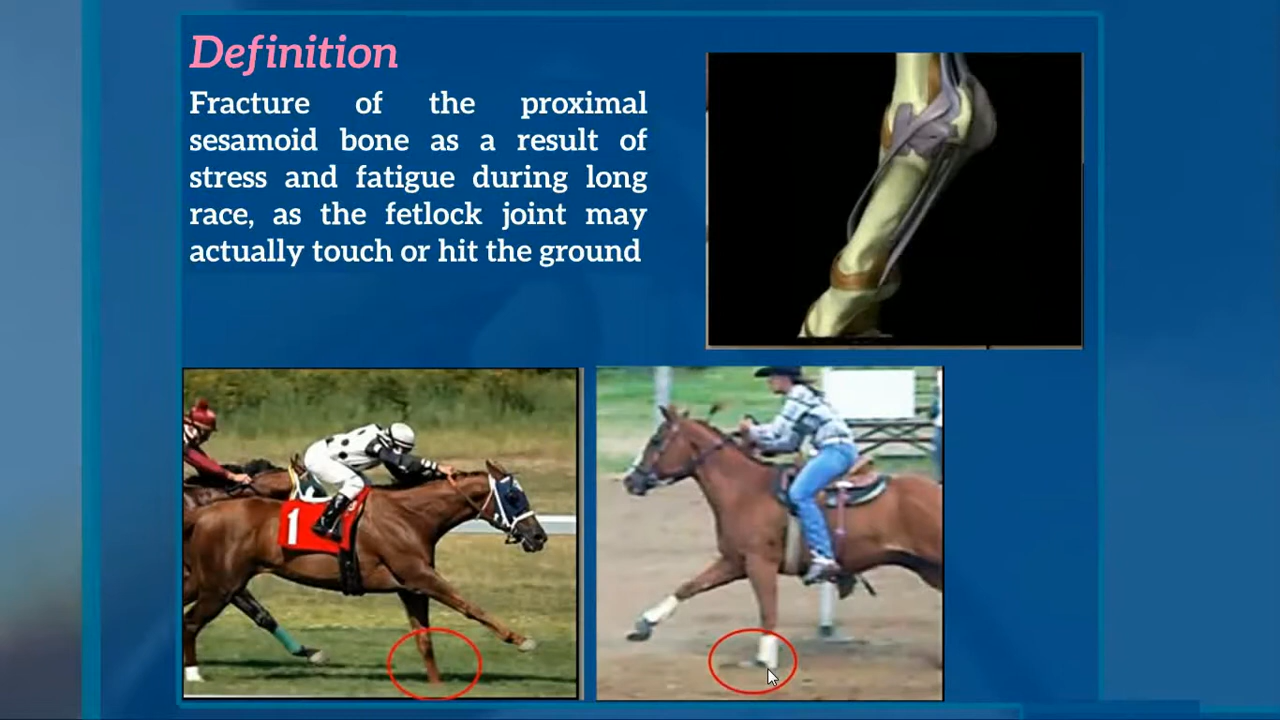 Definition
Fracture of the proximal
sesamoid bone as a result of
stress and fatigue during long
race, as the fetlock joint may
actually touch or hit the ground
1